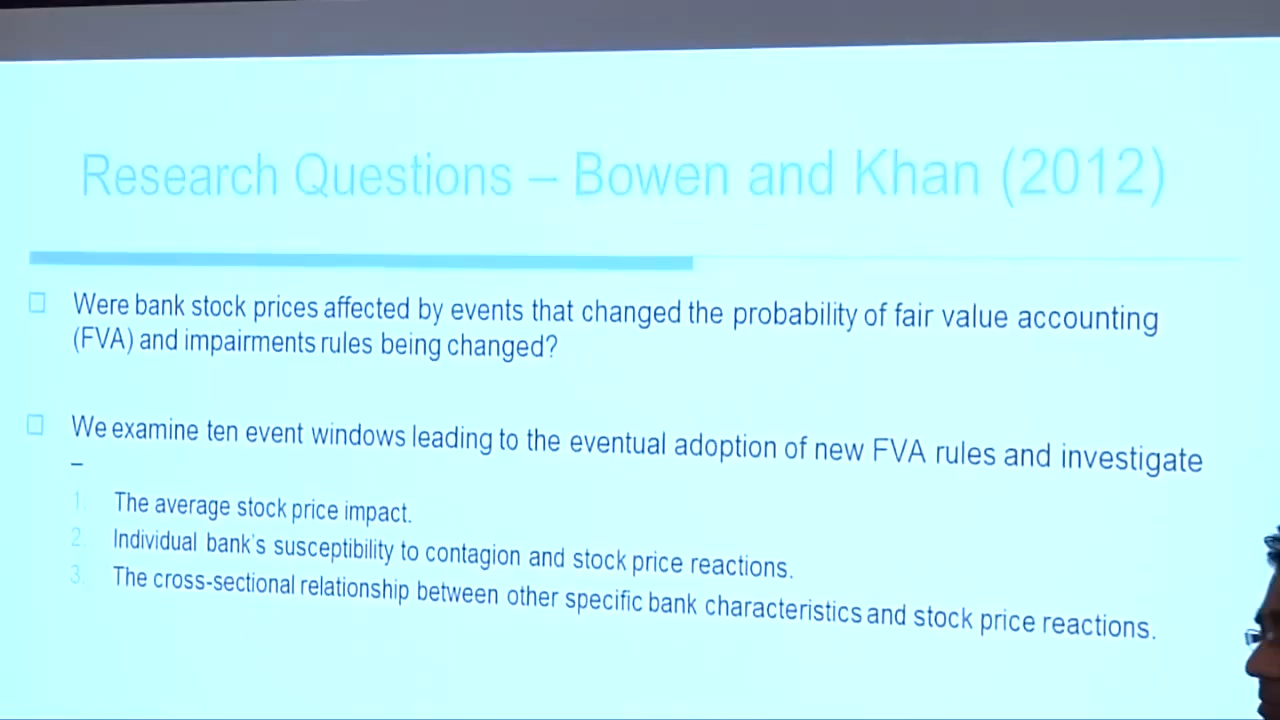 Research Questions – Bowen and Khan (2012)
Were bank stock prices affected by events that changed the probability of fair value accounting
(FVA) and impairments rules being changed?
We examine ten event windows leading to the eventual adoption of new FVA rules and investigate
–
1. The average stock price impact.
2. Individual bank's susceptibility to contagion and stock price reactions.
3. The cross-sectional relationship between other specific bank characteristics and stock price reactions.